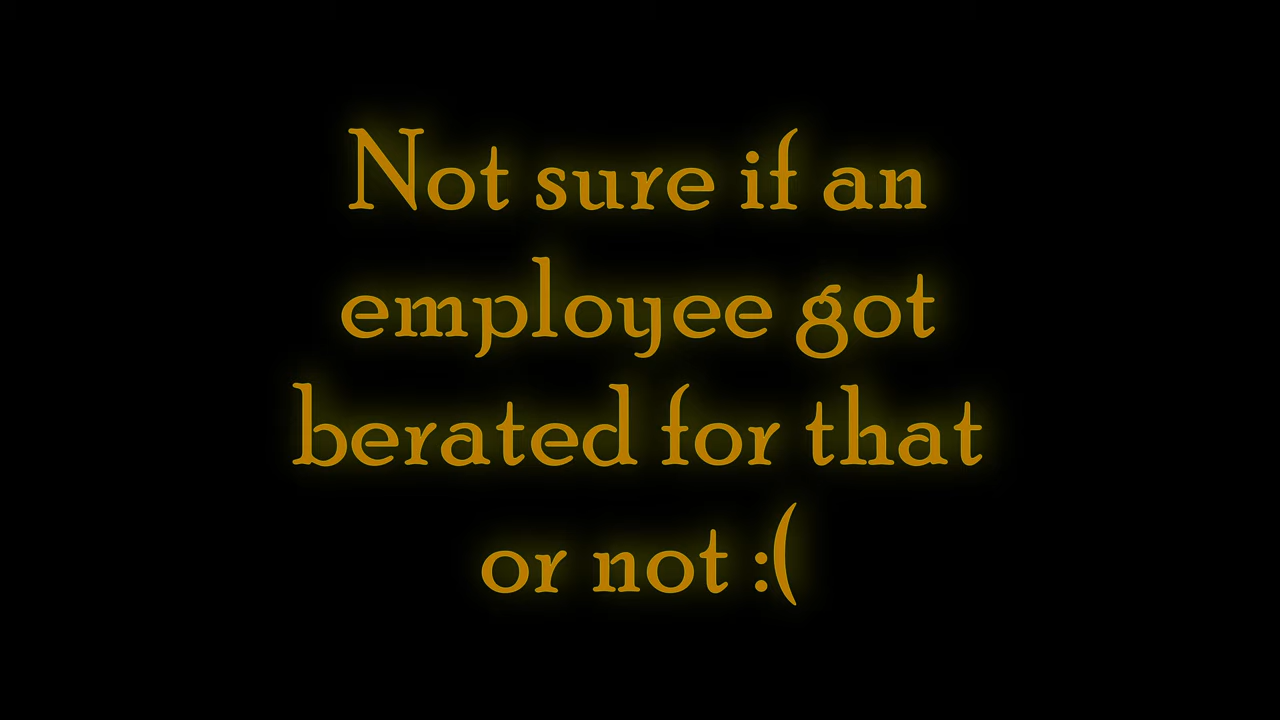 Not sure if an
employee got
berated for that
or not :(